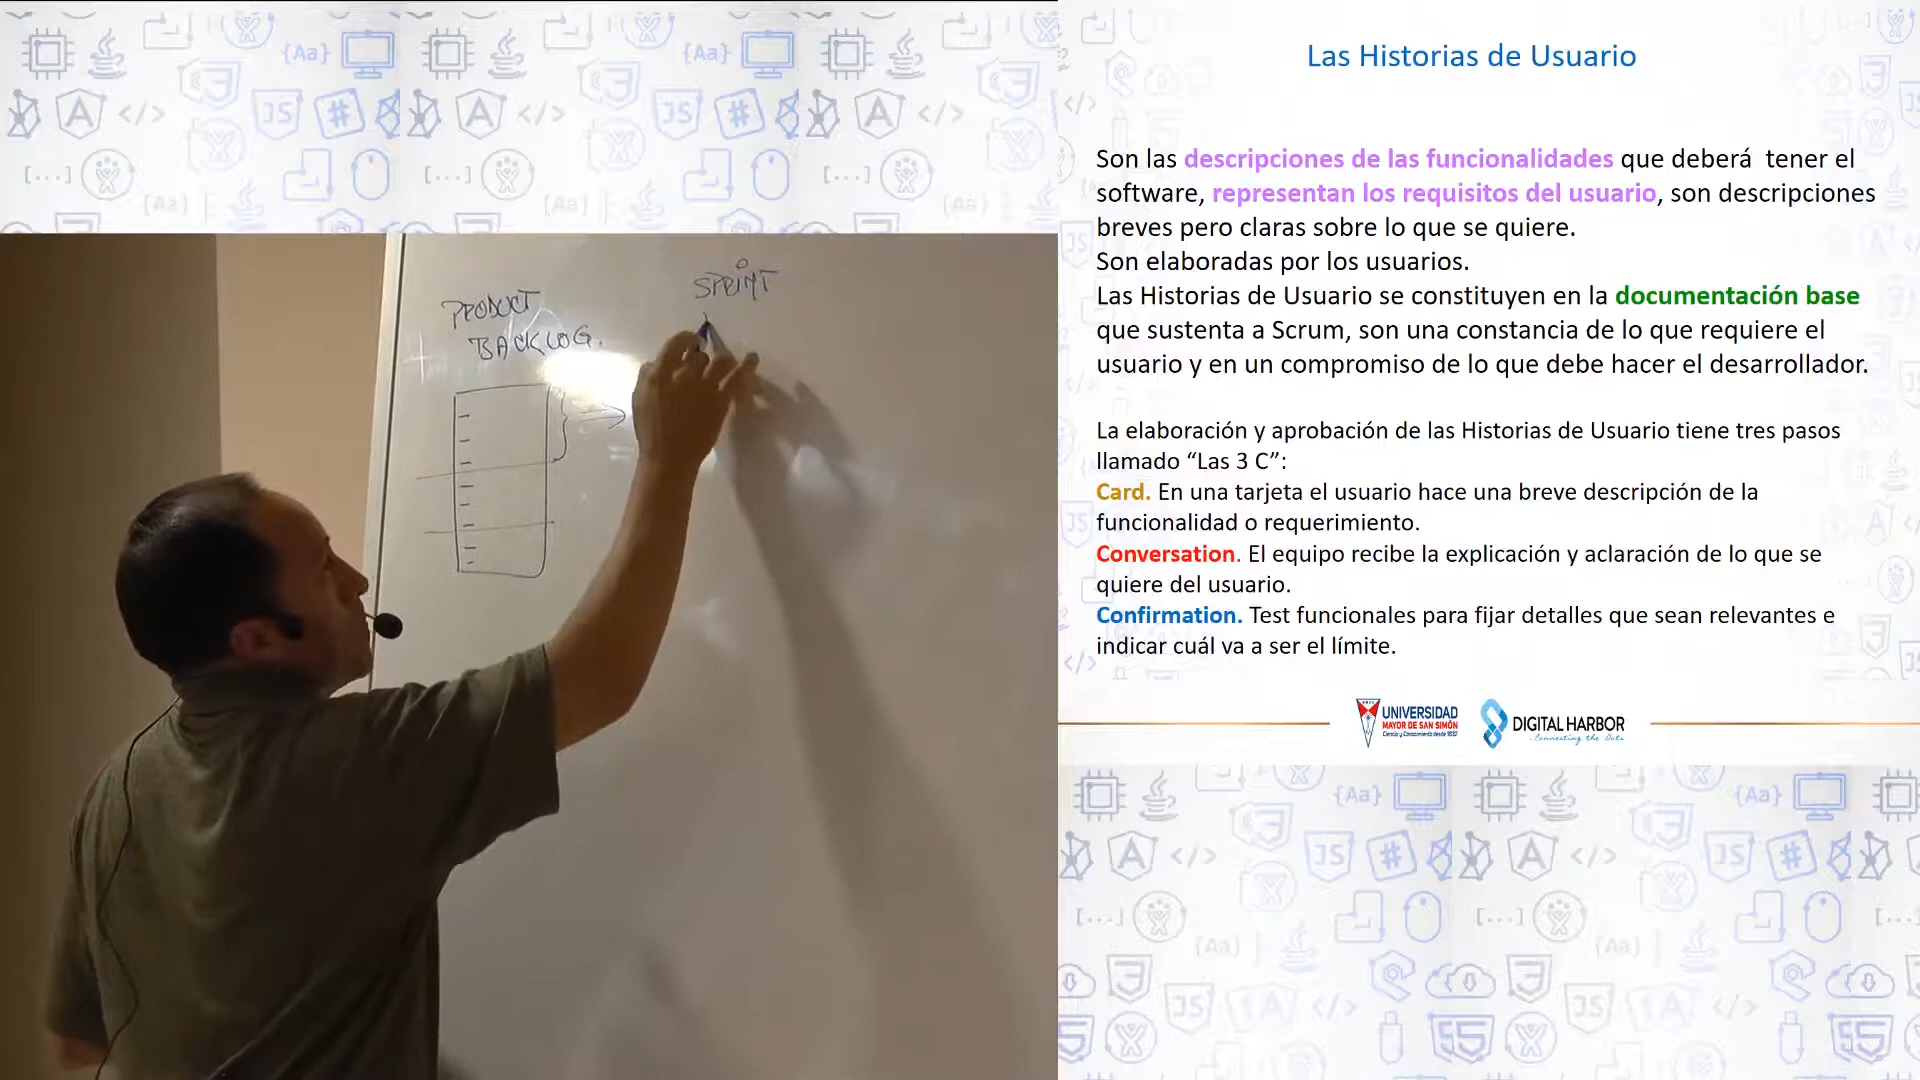 PRODUCT
BACKLOG.
SPRINT
Las Historias de Usuario
Son las descripciones de las funcionalidades que deberá tener el
software, representan los requisitos del usuario, son descripciones
breves pero claras sobre lo que se quiere.
Son elaboradas por los usuarios.
Las Historias de Usuario se constituyen en la documentación base
que sustenta a Scrum, son una constancia de lo que requiere el
usuario y en un compromiso de lo que debe hacer el desarrollador.
La elaboración y aprobación de las Historias de Usuario tiene tres pasos
llamado “Las 3 C”:
Card. En una tarjeta el usuario hace una breve descripción de la
funcionalidad o requerimiento.
Conversation. El equipo recibe la explicación y aclaración de lo que se
quiere del usuario.
Confirmation. Test funcionales para fijar detalles que sean relevantes e
indicar cuál va a ser el límite.
UNIVERSIDAD
MAYOR DE SAN SIMÓN
Ciencia y Conocimiento desde 1832
DIGITAL HARBOR
Connecting the Dots